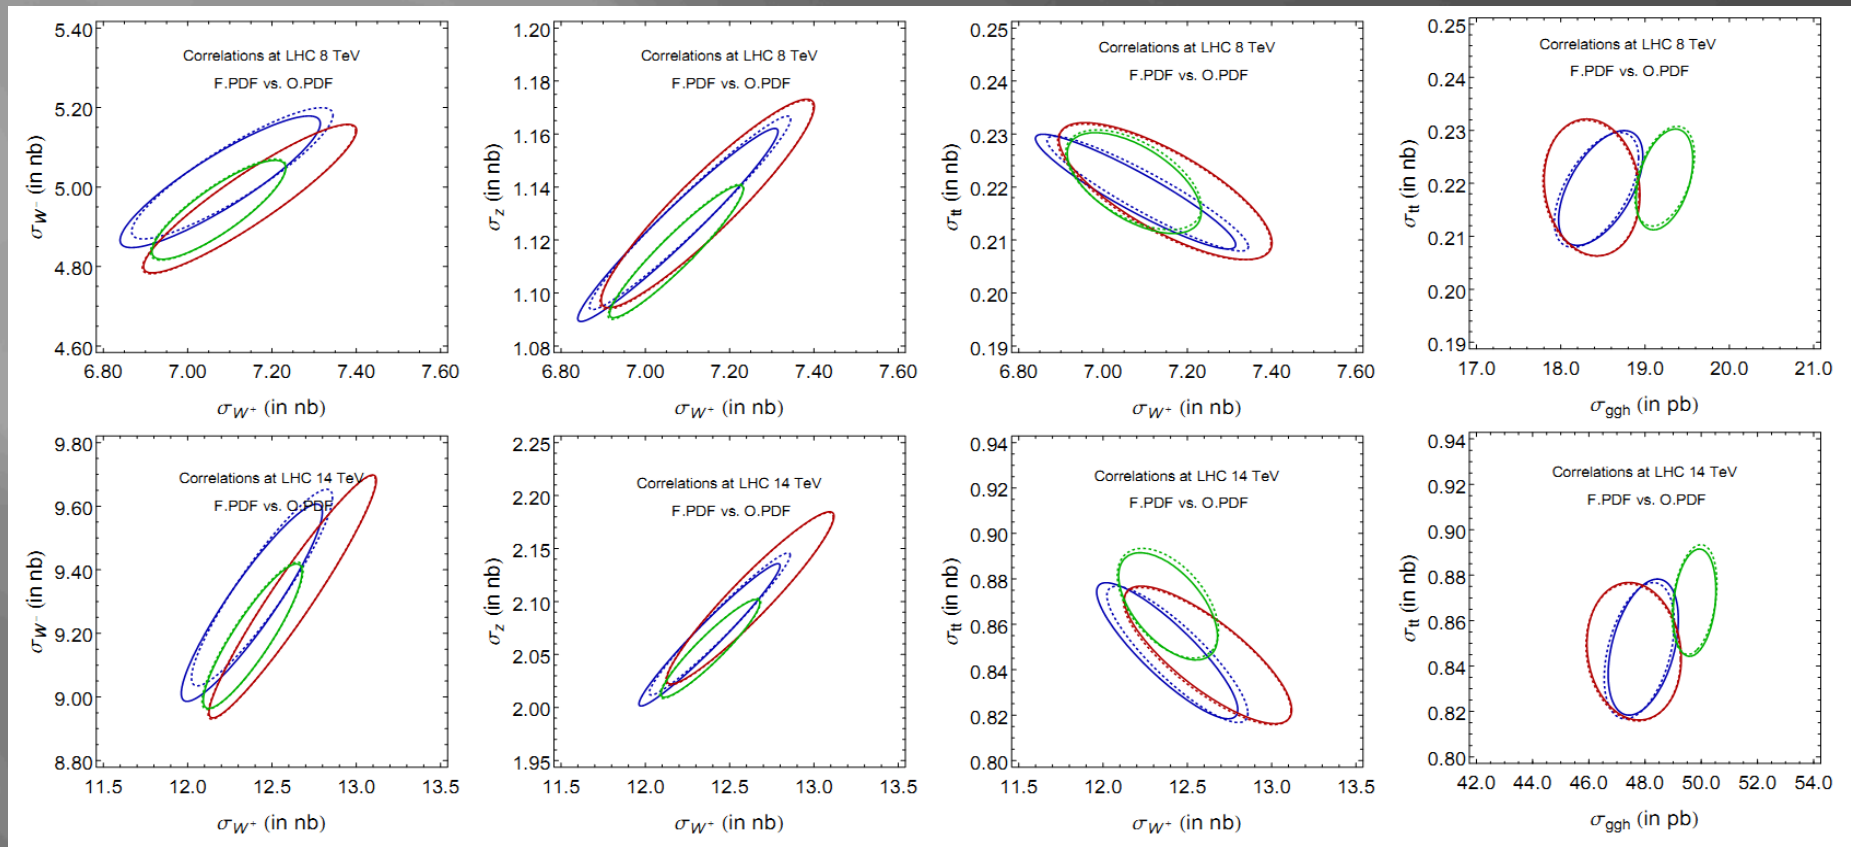 5.40
5.20
5.00
4.80
4.60
σW⁻ (in nb)
Correlations at LHC 8 TeV
F.PDF vs. O.PDF
6.80 7.00 7.20 7.40 7.60
σW⁺ (in nb)
1.20
1.18
1.16
1.14
1.12
1.10
1.08
σZ (in nb)
Correlations at LHC 8 TeV
F.PDF vs. O.PDF
6.80 7.00 7.20 7.40 7.60
σW⁺ (in nb)
0.25
0.24
0.23
0.22
0.21
0.20
0.19
σtt (in nb)
Correlations at LHC 8 TeV
F.PDF vs. O.PDF
6.80 7.00 7.20 7.40 7.60
σW⁺ (in nb)
0.25
0.24
0.23
0.22
0.21
0.20
0.19
σtt (in nb)
Correlations at LHC 8 TeV
F.PDF vs. O.PDF
17.0 18.0 19.0 20.0 21.0
σggh (in pb)
9.80
9.60
9.40
9.20
9.00
8.80
σW⁻ (in nb)
Correlations at LHC 14 TeV
F.PDF vs. O.PDF
11.5 12.0 12.5 13.0 13.5
σW⁺ (in nb)
2.25
2.20
2.15
2.10
2.05
2.00
1.95
σZ (in nb)
Correlations at LHC 14 TeV
F.PDF vs. O.PDF
11.5 12.0 12.5 13.0 13.5
σW⁺ (in nb)
0.94
0.92
0.90
0.88
0.86
0.84
0.82
0.80
σtt (in nb)
Correlations at LHC 14 TeV
F.PDF vs. O.PDF
11.5 12.0 12.5 13.0 13.5
σW⁺ (in nb)
0.94
0.92
0.90
0.88
0.86
0.84
0.82
0.80
σtt (in nb)
Correlations at LHC 14 TeV
F.PDF vs. O.PDF
42.0 44.0 46.0 48.0 50.0 52.0 54.0
σggh (in pb)